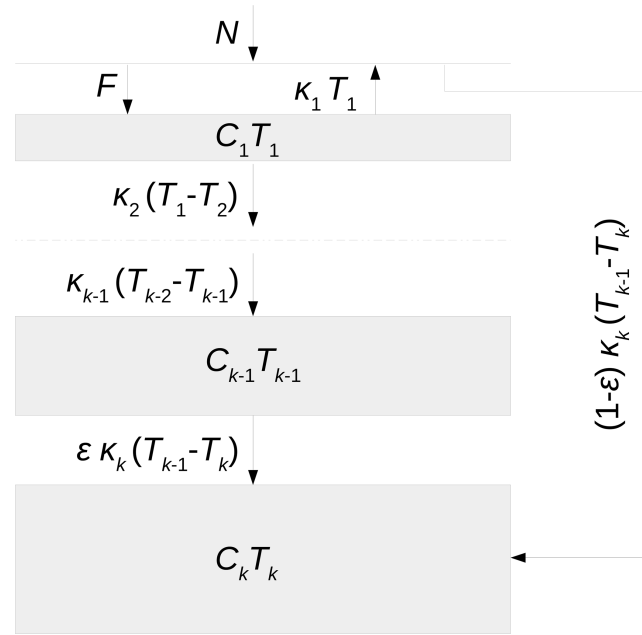 N
F
κ₁ T₁
C₁T₁
κ₂ (T₁-T₂)
κₖ₋₁ (Tₖ₋₂-Tₖ₋₁)
Cₖ₋₁Tₖ₋₁
ε κₖ (Tₖ₋₁-Tₖ)
CₖTₖ
(1-ε) κₖ (Tₖ₋₁-Tₖ)